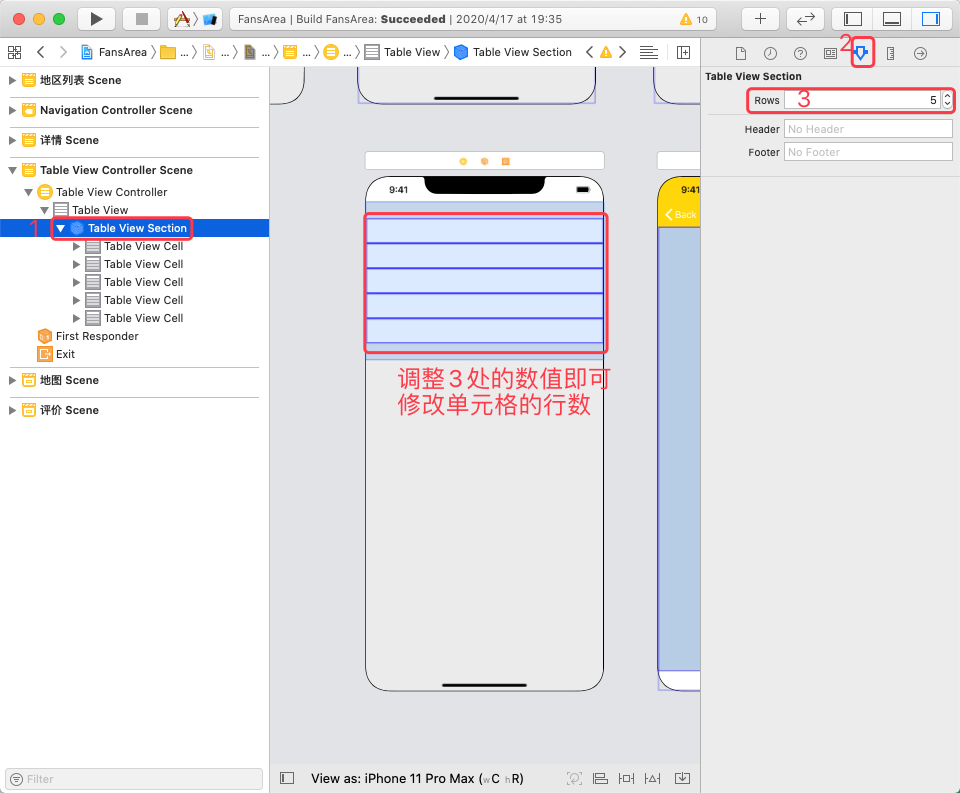 FansArea | Build FansArea: Succeeded | 2020/4/17 at 19:35
10
FansArea
...
...
...
...
...
Table View
Table View Section
地区列表 Scene
Navigation Controller Scene
详情 Scene
Table View Controller Scene
Table View Controller
Table View
1
Table View Section
Table View Cell
Table View Cell
Table View Cell
Table View Cell
Table View Cell
First Responder
Exit
地图 Scene
评价 Scene
Filter
9:41
调整３处的数值即可
修改单元格的行数
9:41
Back
View as: iPhone 11 Pro Max (wC hR)
2
Table View Section
Rows
3
5
Header
No Header
Footer
No Footer